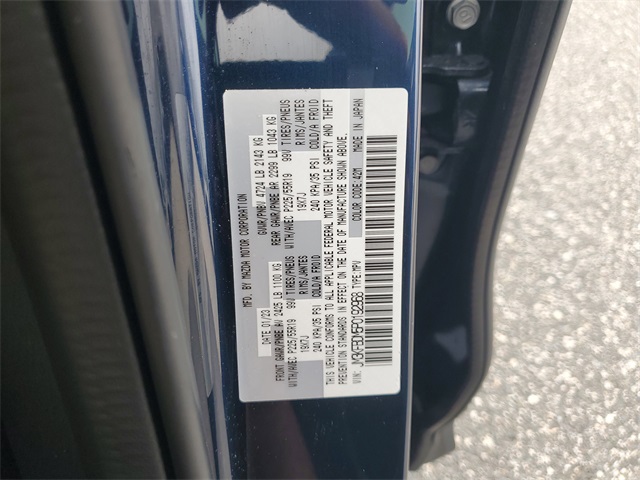 MFD. BY MAZDA MOTOR CORPORATION
DATE 01/23 GVWR/PNBV 4724 LB 2143 KG
FRONT GAWR/PNBE AV 2425 LB 1100 KG REAR GAWR/PNBE AR 2299 LB 1043 KG
WITH/AVEC P225/55R19 99V TIRES/PNEUS WITH/AVEC P225/55R19 99V TIRES/PNEUS
19X7J RIMS/JANTES 19X7J RIMS/JANTES
240 KPA/35 PSI COLD/A FROID 240 KPA/35 PSI COLD/A FROID
THIS VEHICLE CONFORMS TO ALL APPLICABLE FEDERAL MOTOR VEHICLE SAFETY AND THEFT
PREVENTION STANDARDS IN EFFECT ON THE DATE OF MANUFACTURE SHOWN ABOVE.
VIN: JM3KFBDM5P0192968 TYPE:MPV COLOR CODE/42M MADE IN JAPAN